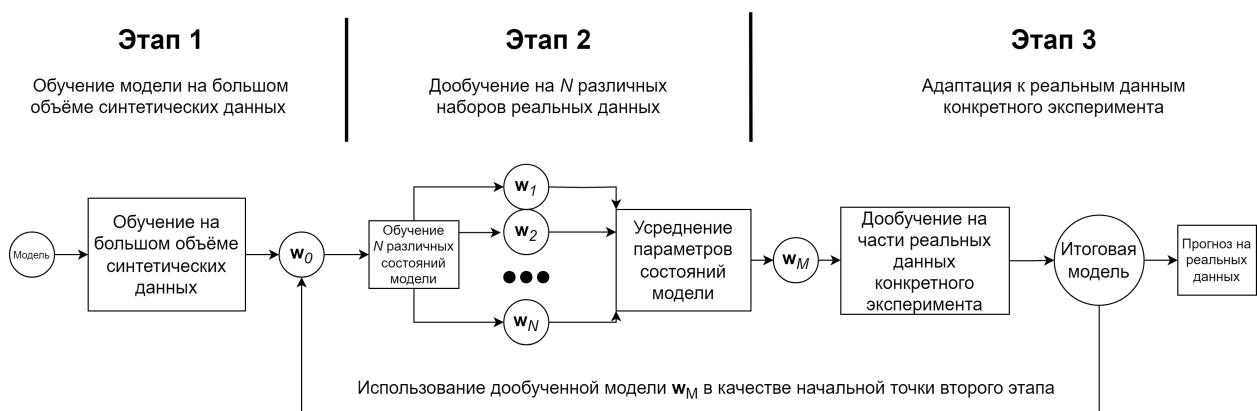 Этап 1
Обучение модели на большом
объёме синтетических данных
Этап 2
Дообучение на N различных
наборов реальных данных
Этап 3
Адаптация к реальным данным
конкретного эксперимента
Модель
Обучение на
большом объёме
синтетических
данных
w0
Обучение
N различных
состояний
модели
w1
w2
wN
Усреднение
параметров
состояний
модели
wM
Дообучение на
части реальных
данных
конкретного
эксперимента
Итоговая
модель
Прогноз на
реальных
данных
Использование дообученной модели wM в качестве начальной точки второго этапа